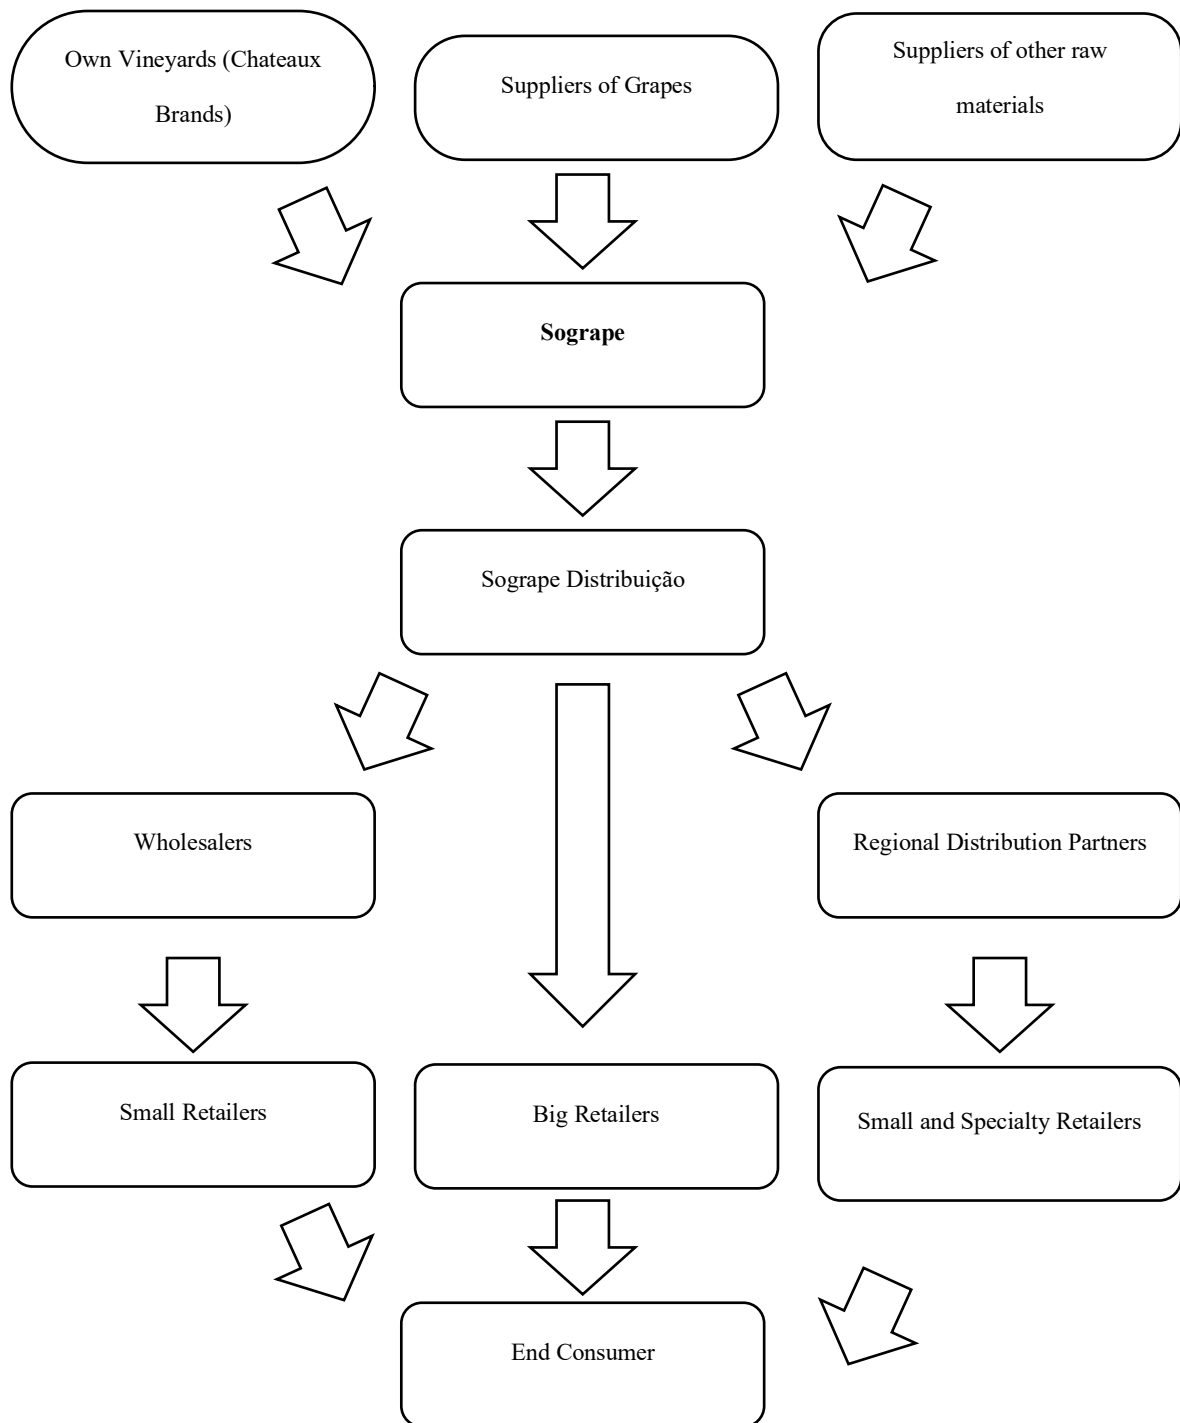 Own Vineyards (Chateaux
Brands)
Suppliers of Grapes
Suppliers of other raw
materials
Sogrape
Sogrape Distribuição
Wholesalers
Regional Distribution Partners
Small Retailers
Big Retailers
Small and Specialty Retailers
End Consumer